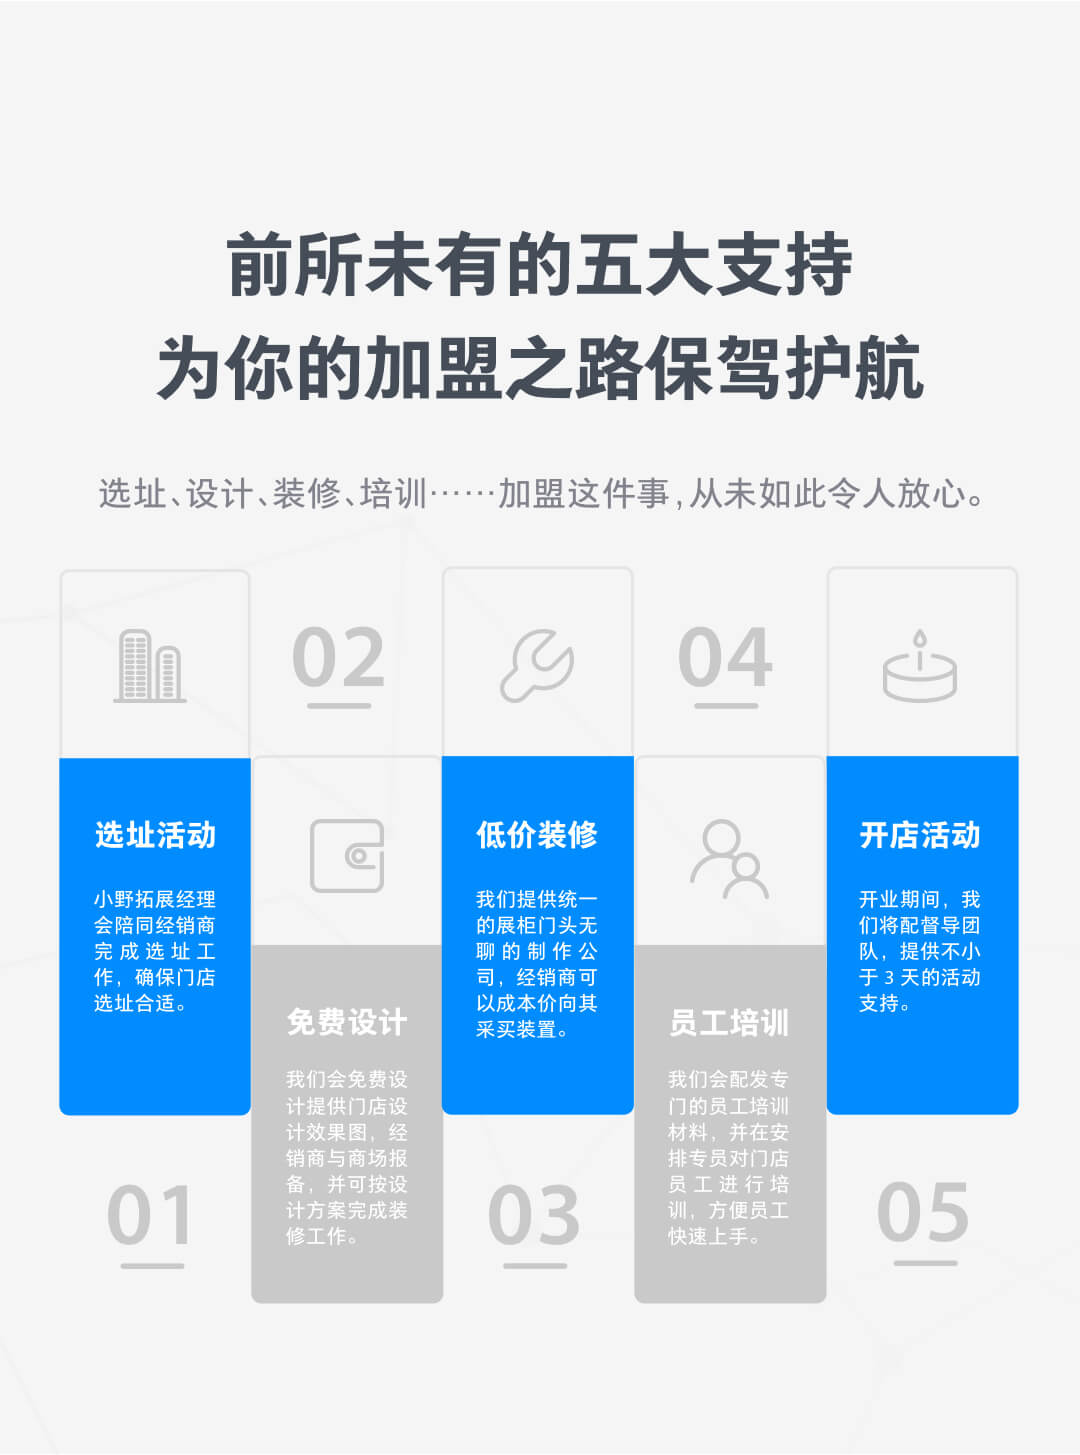 前所未有的五大支持
为你的加盟之路保驾护航
选址、设计、装修、培训……加盟这件事,从未如此令人放心。
01
选址活动
小野拓展经理
会陪同经销商
完成选址工
作，确保门店
选址合适。
02
免费设计
我们会免费设
计提供门店设
计效果图，经
销商与商场报
备，并可按设
计方案完成装
修工作。
03
低价装修
我们提供统一
的展柜门头无
聊的制作公
司，经销商可
以成本价向其
采买装置。
04
员工培训
我们会配发专
门的员工培训
材料，并在安
排专员对门店
员工进行培
训，方便员工
快速上手。
05
开店活动
开业期间，我
们将配督导团
队，提供不小
于 3 天的活动
支持。